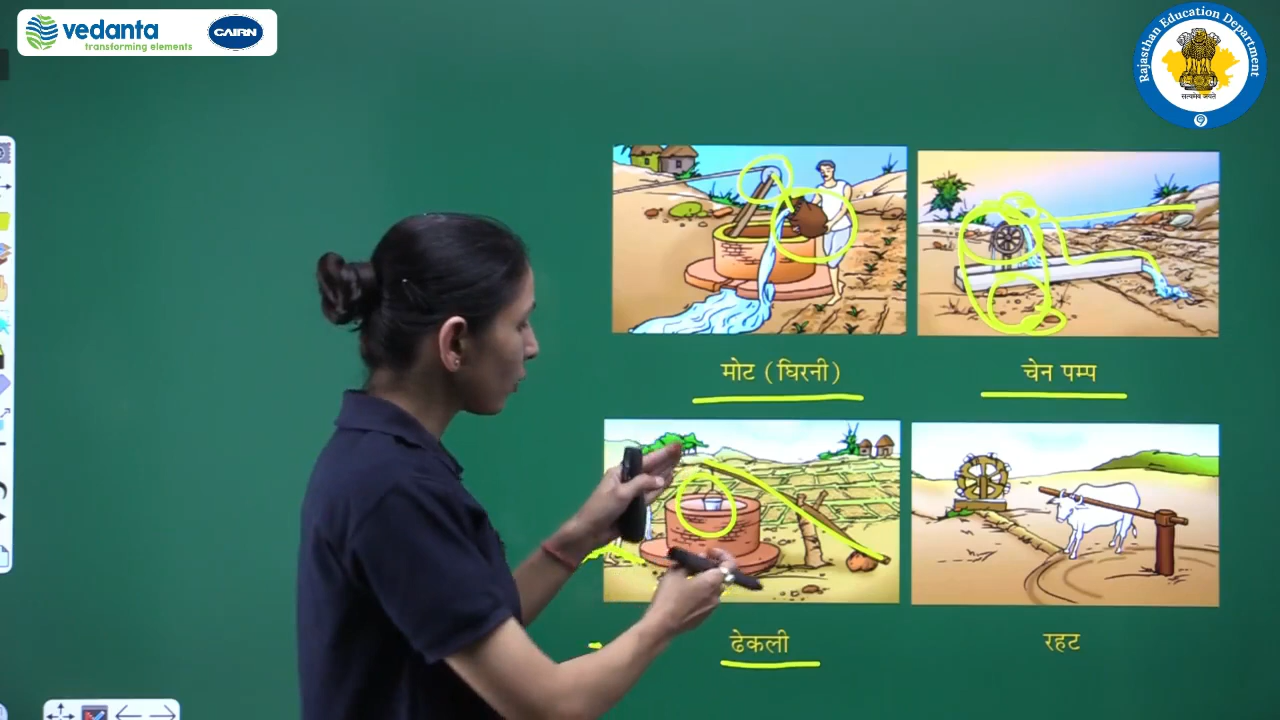 vedanta
transforming elements
CAIRN
Rajasthan Education Department
सत्यमेव जयते
मोट (घिरनी)
चेन पम्प
ढेकली
रहट